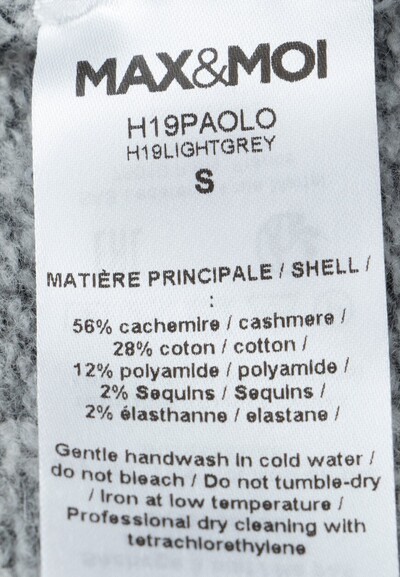 MAX&MOI
H19PAOLO
H19LIGHTGREY
S
MATIÈRE PRINCIPALE / SHELL /
:
56% cachemire / cashmere /
28% coton / cotton /
12% polyamide / polyamide /
2% Sequins / Sequins /
2% élasthanne / elastane /
Gentle handwash in cold water /
do not bleach / Do not tumble-dry
/ Iron at low temperature /
Professional dry cleaning with
tetrachlorethylene